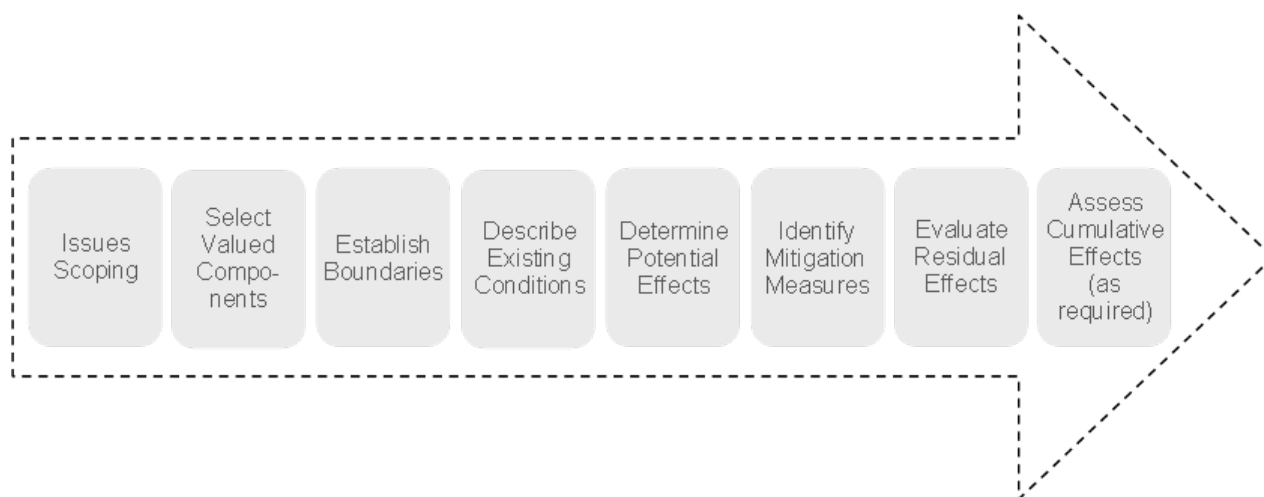 Issues
Scoping
Select
Valued
Compo-
nents
Establish
Boundaries
Describe
Existing
Conditions
Determine
Potential
Effects
Identify
Mitigation
Measures
Evaluate
Residual
Effects
Assess
Cumulative
Effects
(as
required)